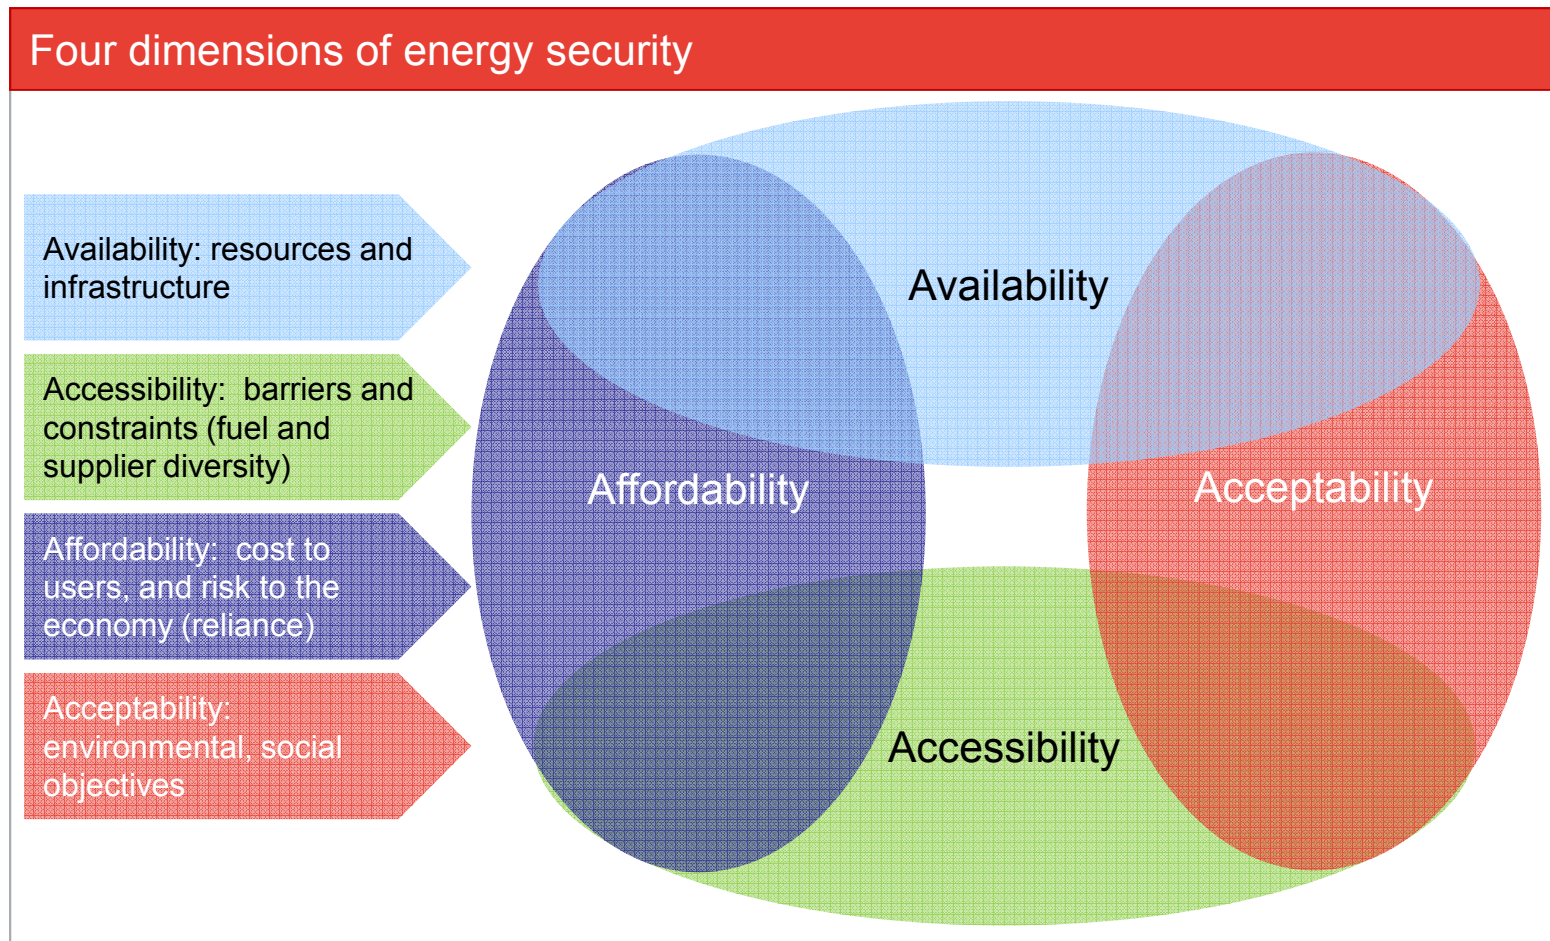 Four dimensions of energy security
Availability: resources and
infrastructure
Accessibility:  barriers and
constraints (fuel and
supplier diversity)
Affordability:  cost to
users, and risk to the
economy (reliance)
Acceptability:
environmental, social
objectives
Availability
Affordability
Acceptability
Accessibility